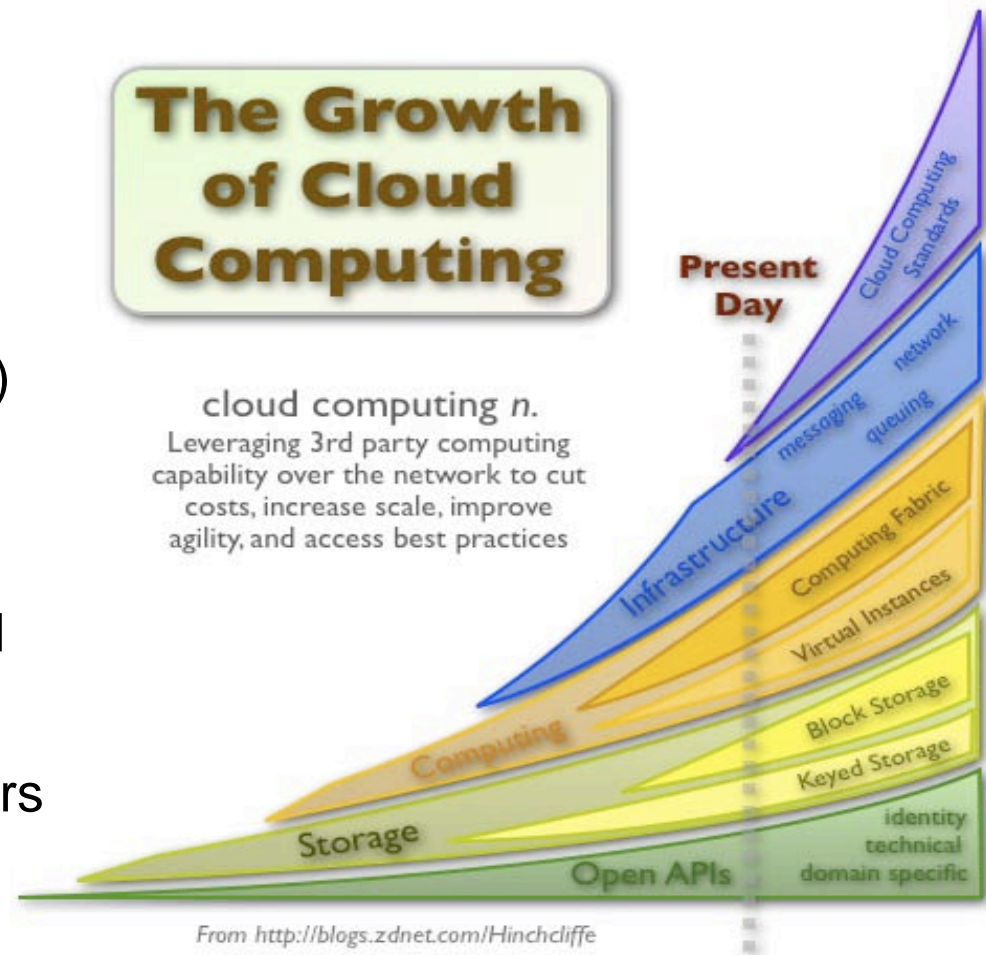 The Growth
of Cloud
Computing
Present
Day
)
cloud computing n.
Leveraging 3rd party computing
capability over the network to cut
costs, increase scale, improve
agility, and access best practices
Cloud Computing
Standards
network
messaging
queuing
Infrastructure
Computing Fabric
Virtual Instances
Computing
Block Storage
Keyed Storage
rs
Storage
identity
technical
domain specific
Open APIs
From http://blogs.zdnet.com/Hinchcliffe